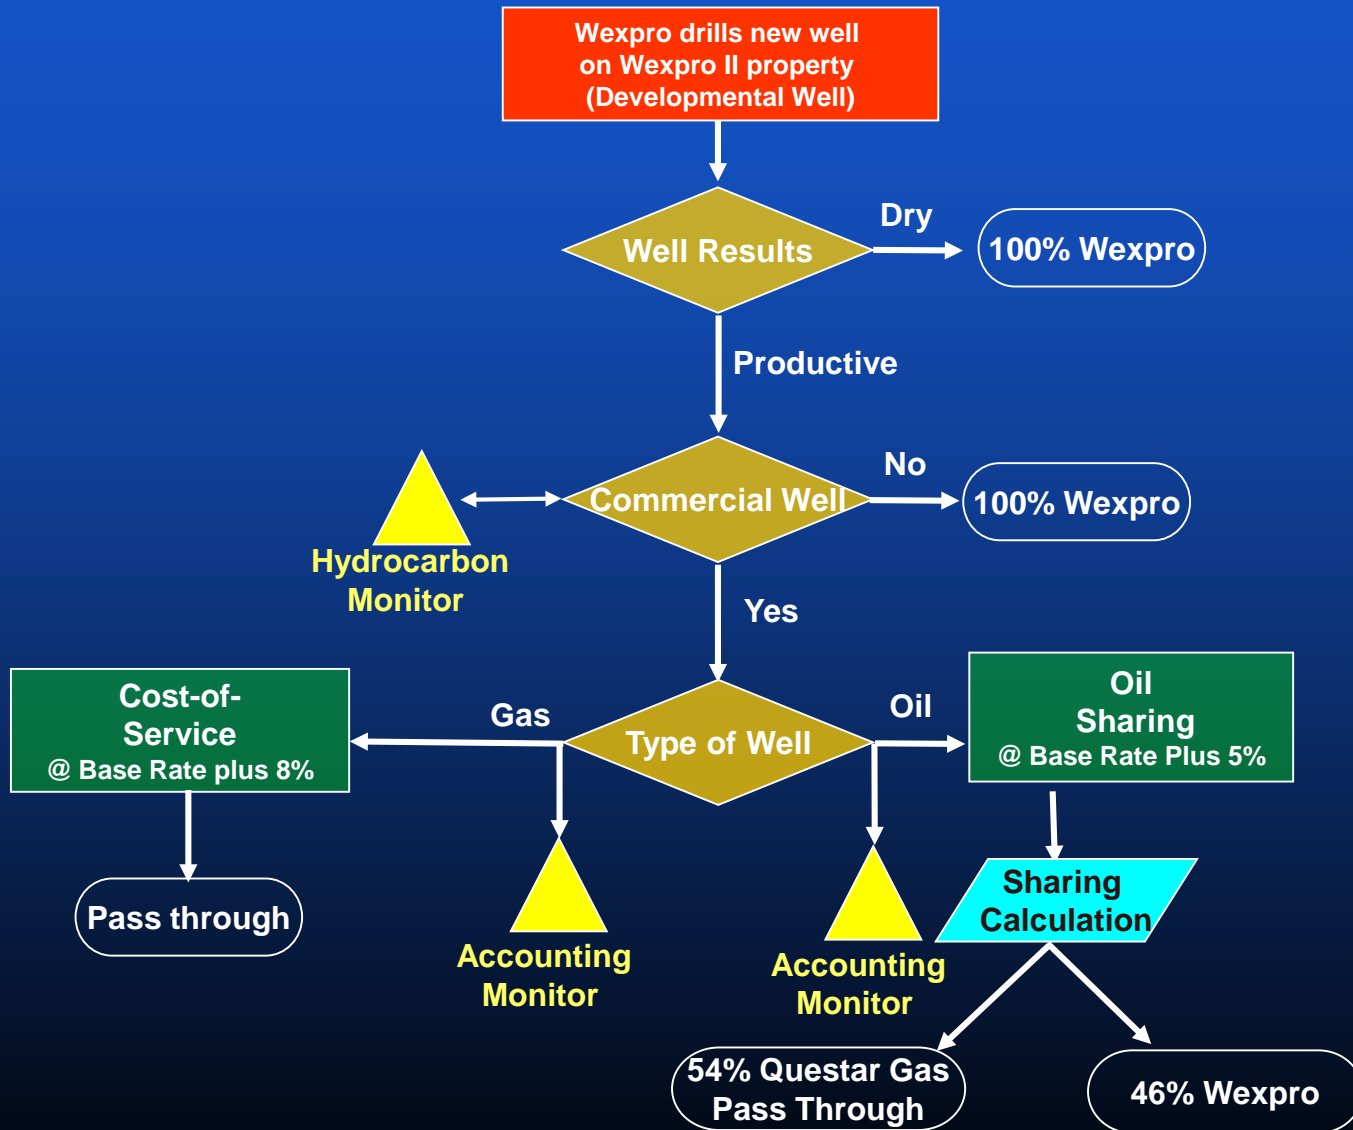 Wexpro drills new well
on Wexpro II property
(Developmental Well)
Dry
Well Results
100% Wexpro
Productive
No
Commercial Well
100% Wexpro
Hydrocarbon
Monitor
Yes
Cost-of-
Service
@ Base Rate plus 8%
Gas
Type of Well
Oil
Oil
Sharing
@ Base Rate Plus 5%
Pass through
Accounting
Monitor
Accounting
Monitor
Sharing
Calculation
54% Questar Gas
Pass Through
46% Wexpro